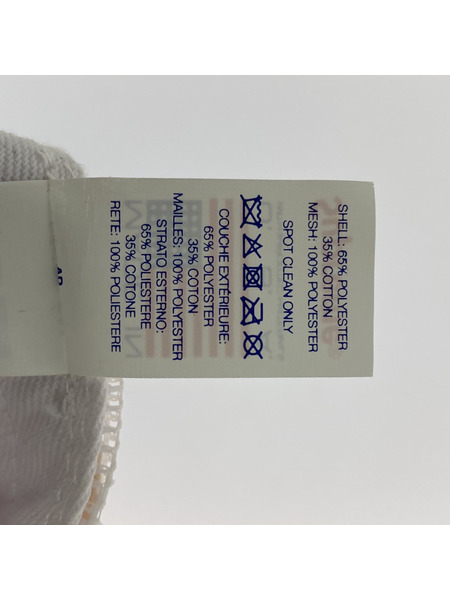 SHELL: 65% POLYESTER
35% COTTON
MESH: 100% POLYESTER
SPOT CLEAN ONLY
COUCHE EXTÉRIEURE:
65% POLYESTER
35% COTON
MAILLES: 100% POLYESTER
STRATO ESTERNO:
65% POLIESTERE
35% COTONE
RETE: 100% POLIESTERE